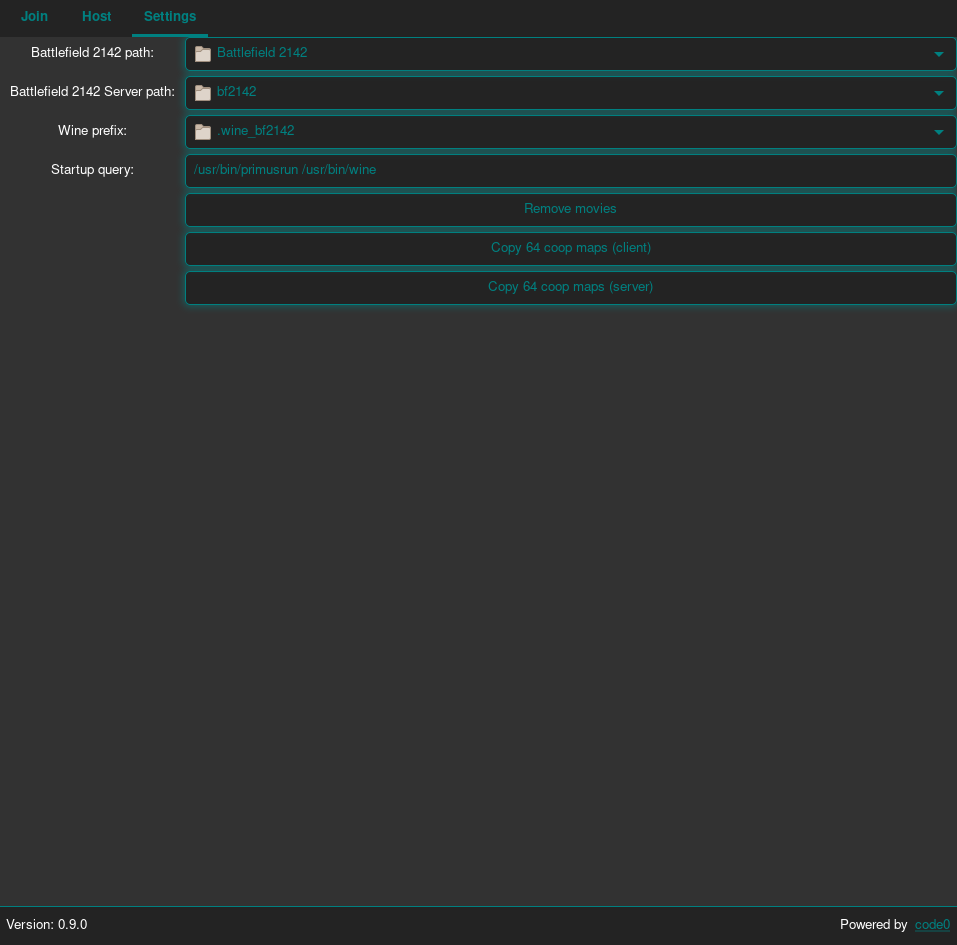 Join Host Settings
Battlefield 2142 path: Battlefield 2142
Battlefield 2142 Server path: bf2142
Wine prefix: .wine_bf2142
Startup query: /usr/bin/primusrun /usr/bin/wine
Remove movies
Copy 64 coop maps (client)
Copy 64 coop maps (server)
Version: 0.9.0 Powered by code0